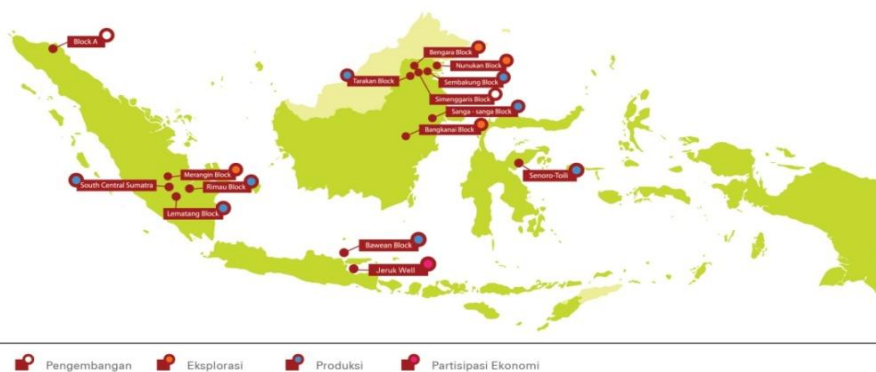 Block A
Bengara Block
Nunukan Block
Tarakan Block
Sembakung Block
Simenggaris Block
Sanga - sanga Block
Bangkanai Block
Merangin Block
South Central Sumatra
Rimau Block
Lematang Block
Senoro-Toili
Bawean Block
Jeruk Well
Pengembangan
Eksplorasi
Produksi
Partisipasi Ekonomi